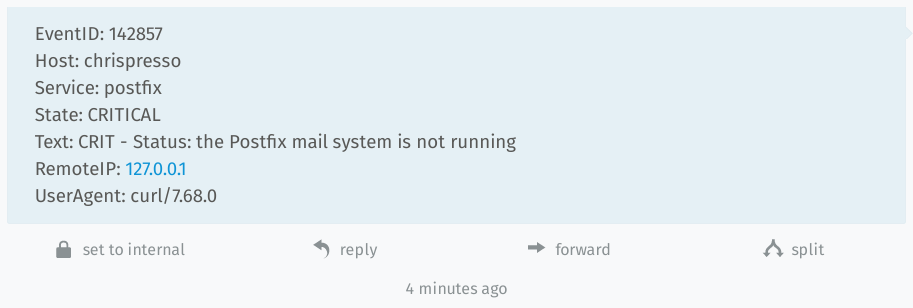 EventID: 142857
Host: chrispresso
Service: postfix
State: CRITICAL
Text: CRIT - Status: the Postfix mail system is not running
RemoteIP: 127.0.0.1
UserAgent: curl/7.68.0
set to internal reply forward split
4 minutes ago